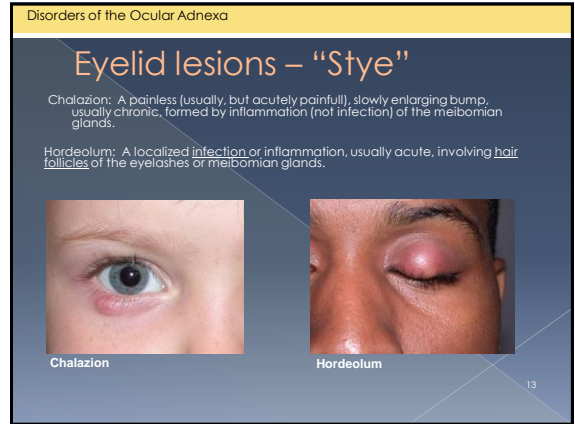 Disorders of the Ocular Adnexa
Eyelid lesions – “Stye”
Chalazion: A painless (usually, but acutely painfull), slowly enlarging bump,
usually chronic, formed by inflammation (not infection) of the meibomian
glands.
Hordeolum: A localized infection or inflammation, usually acute, involving hair
follicles of the eyelashes or meibomian glands.
Chalazion
Hordeolum
13